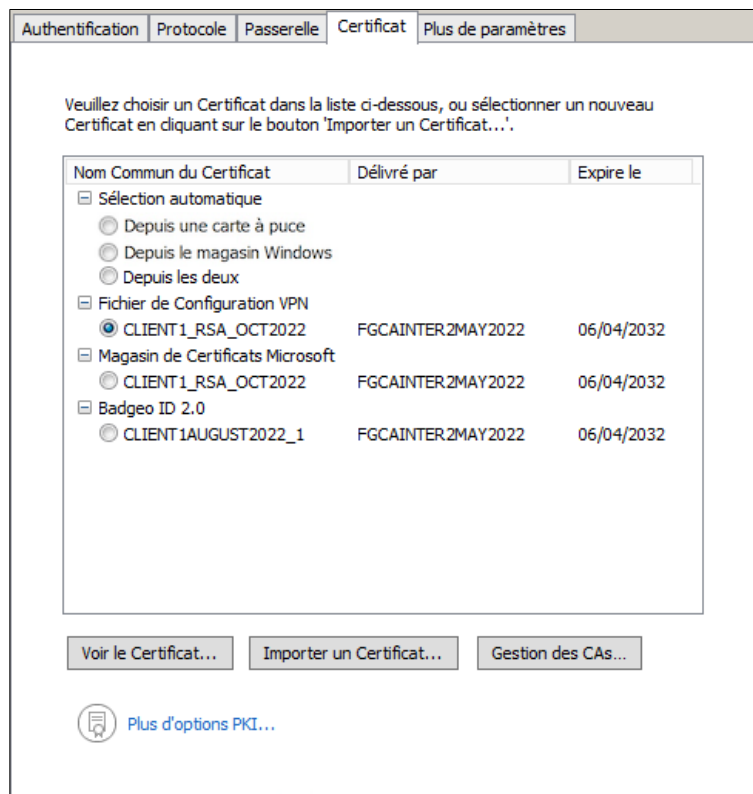 Authentification Protocole Passerelle Certificat Plus de paramètres
Veuillez choisir un Certificat dans la liste ci-dessous, ou sélectionner un nouveau
Certificat en cliquant sur le bouton 'Importer un Certificat...'.
Nom Commun du Certificat Délivré par Expire le
Sélection automatique
Depuis une carte à puce
Depuis le magasin Windows
Depuis les deux
Fichier de Configuration VPN
CLIENT1_RSA_OCT2022 FGCAINTER2MAY2022 06/04/2032
Magasin de Certificats Microsoft
CLIENT1_RSA_OCT2022 FGCAINTER2MAY2022 06/04/2032
Badgeo ID 2.0
CLIENT1AUGUST2022_1 FGCAINTER2MAY2022 06/04/2032
Voir le Certificat... Importer un Certificat... Gestion des CAs...
Plus d'options PKI...